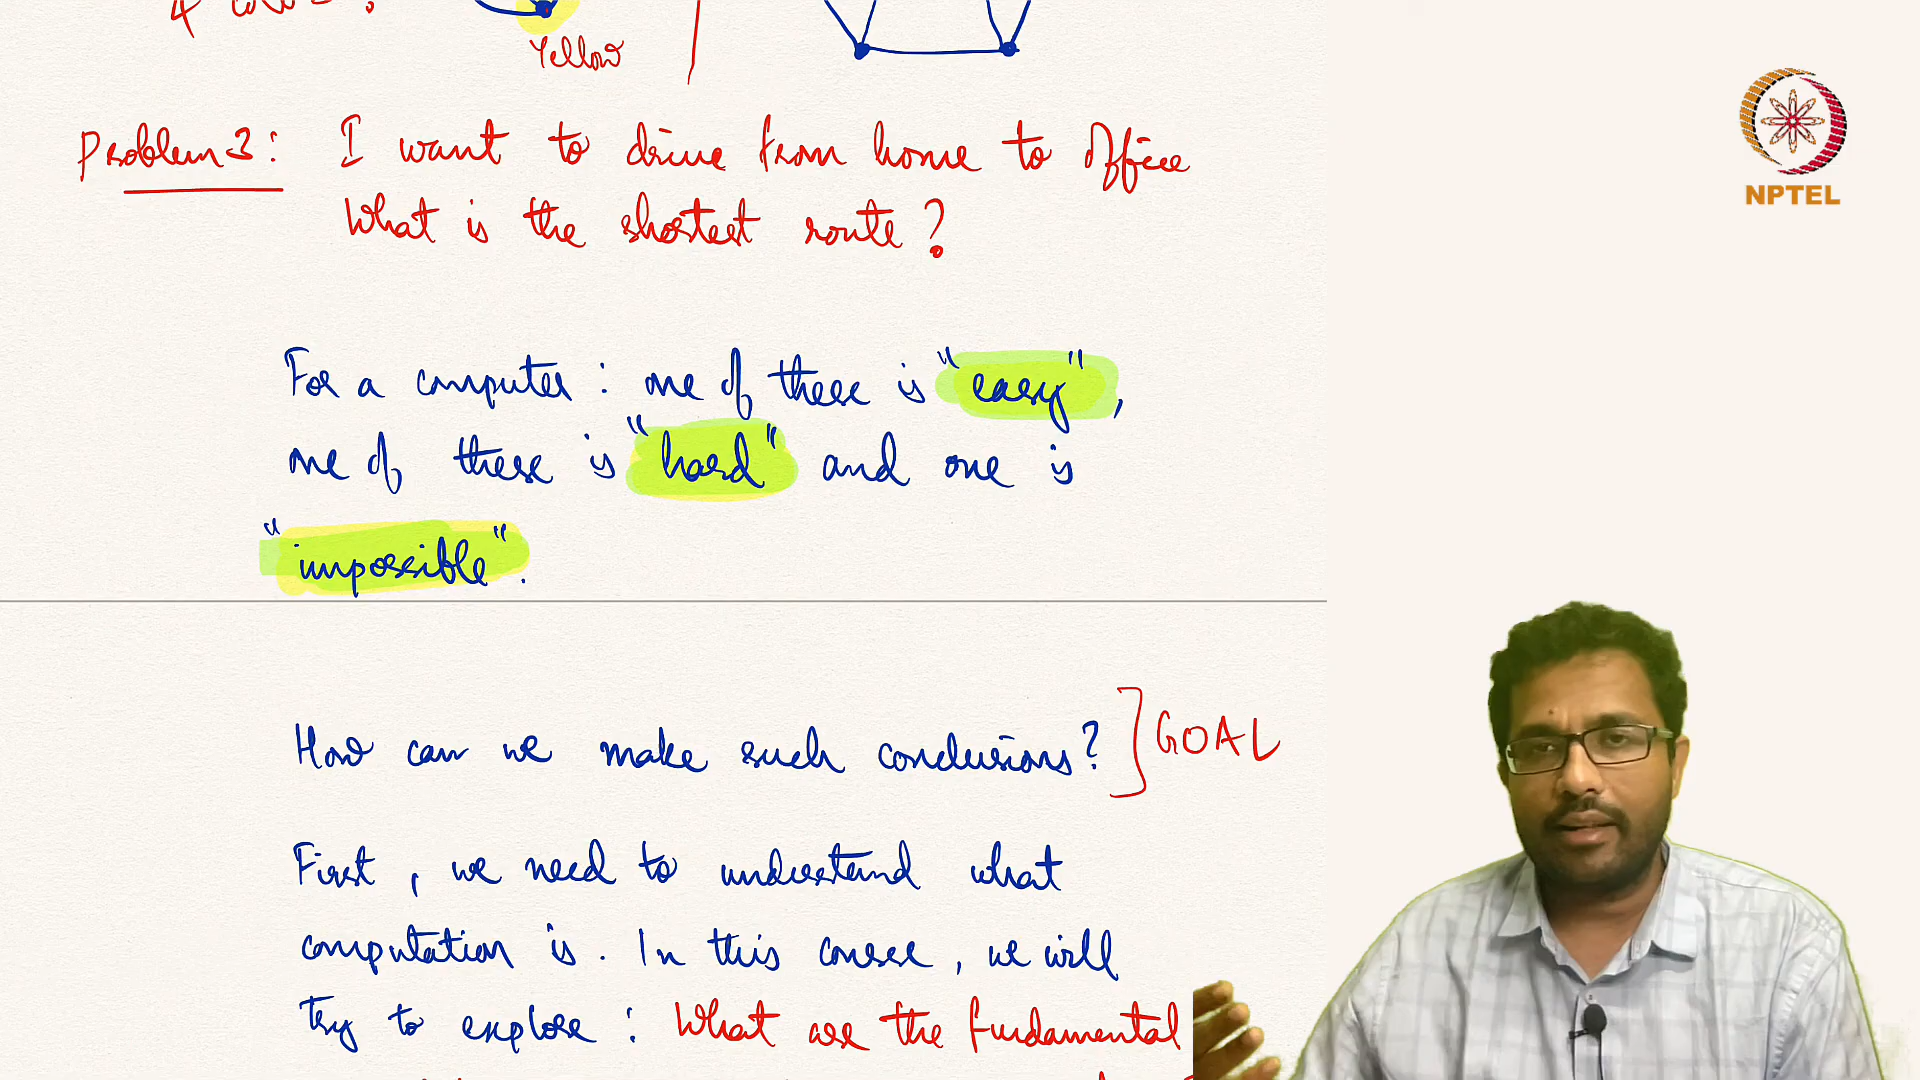 Yellow
Problem 3: I want to drive from home to office
What is the shortest route?
For a computer : one of these is "easy",
one of these is "hard" and one is
"impossible".
How can we make such conclusions? ] GOAL
First, we need to understand what
computation is. In this course, we will
try to explore : What are the fundamental
NPTEL